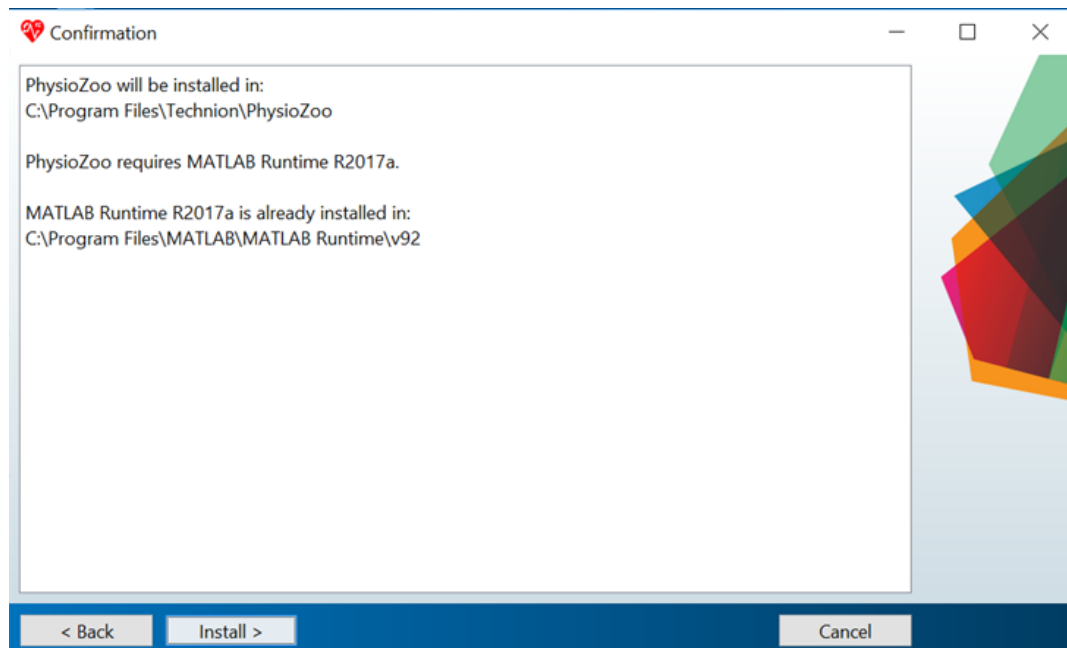 Confirmation
PhysioZoo will be installed in:
C:\Program Files\Technion\PhysioZoo
PhysioZoo requires MATLAB Runtime R2017a.
MATLAB Runtime R2017a is already installed in:
C:\Program Files\MATLAB\MATLAB Runtime\v92
< Back
Install >
Cancel